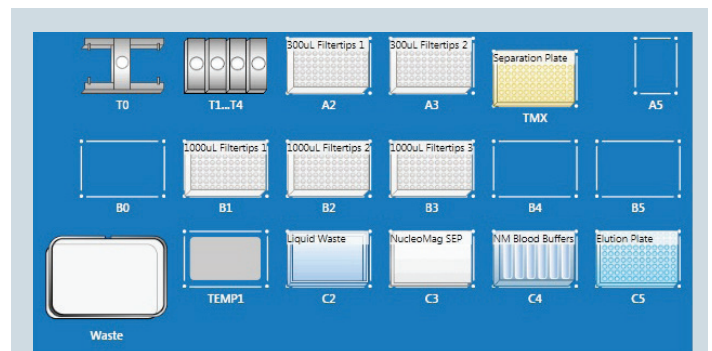 300uL Filtertips 1
300uL Filtertips 2
Separation Plate
T0
T1...T4
A2
A3
TMX
A5
1000uL Filtertips 1
1000uL Filtertips 2
1000uL Filtertips 3
B0
B1
B2
B3
B4
B5
Liquid Waste
NucleoMag SEP
NM Blood Buffers
Elution Plate
TEMP1
C2
C3
C4
C5
Waste